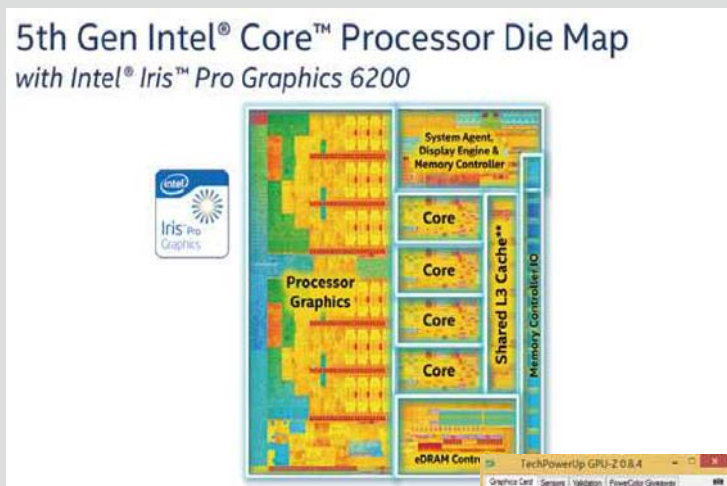 5th Gen Intel® Core™ Processor Die Map
with Intel® Iris™ Pro Graphics 6200
intel
Iris™ Pro
Graphics
Processor
Graphics
System Agent,
Display Engine &
Memory Controller
Core
Core
Core
Core
Shared L3 Cache**
Memory Controller IO
eDRAM Contr
TechPowerUp GPU-Z 0.8.4
Graphics Card Sensors Validation PowerColor Giveaway